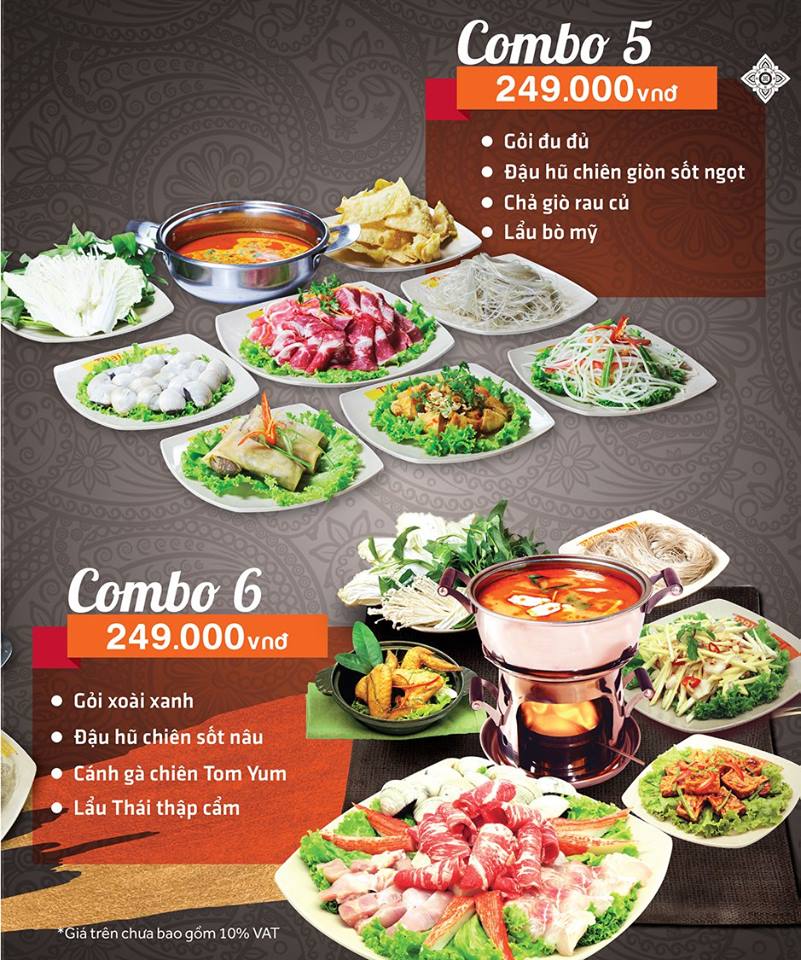 Combo 5
249.000vnđ
Gỏi đu đủ
Đậu hũ chiên giòn sốt ngọt
Chả giò rau củ
Lẩu bò mỹ
Combo 6
249.000vnđ
Gỏi xoài xanh
Đậu hũ chiên sốt nâu
Cánh gà chiên Tom Yum
Lẩu Thái thập cẩm
*Giá trên chưa bao gồm 10% VAT